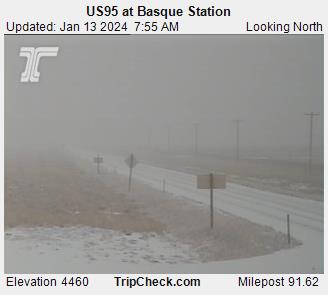 US95 at Basque Station
Updated: Jan 13 2024 7:55 AM Looking North
Elevation 4460 TripCheck.com Milepost 91.62